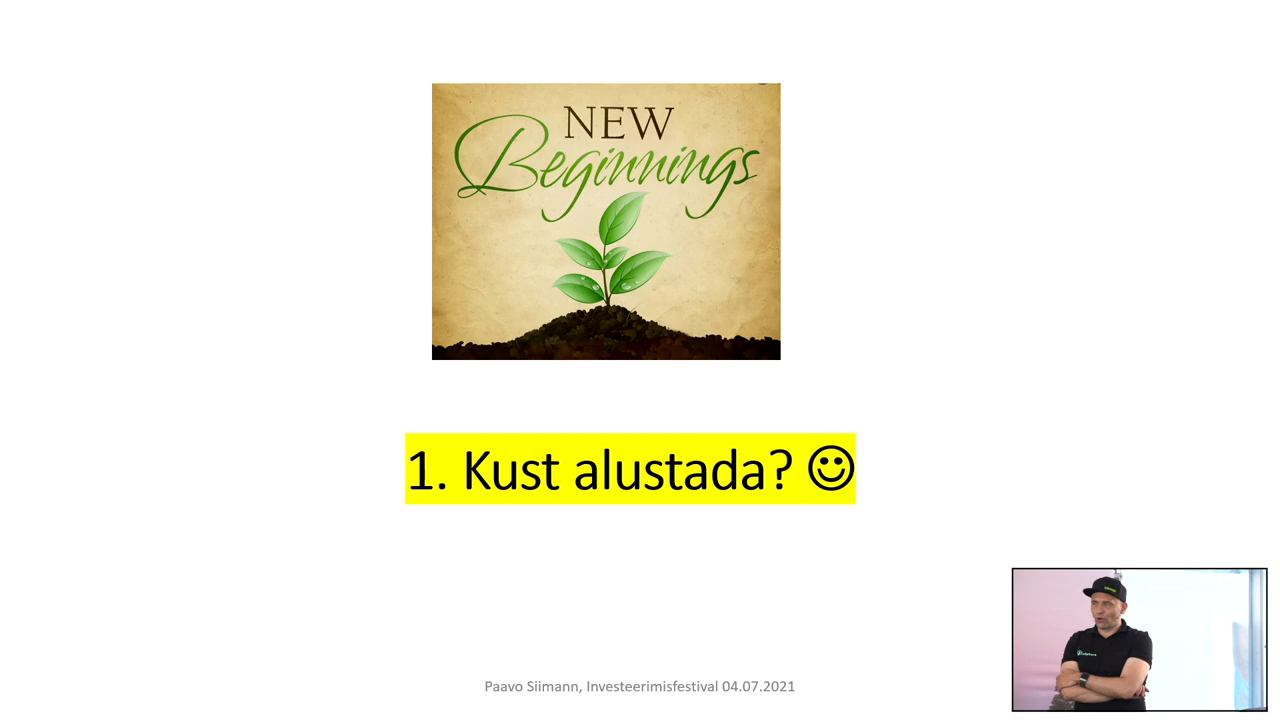 NEW
Beginnings
1. Kust alustada? ☺
Paavo Siimann, Investeerimisfestival 04.07.2021